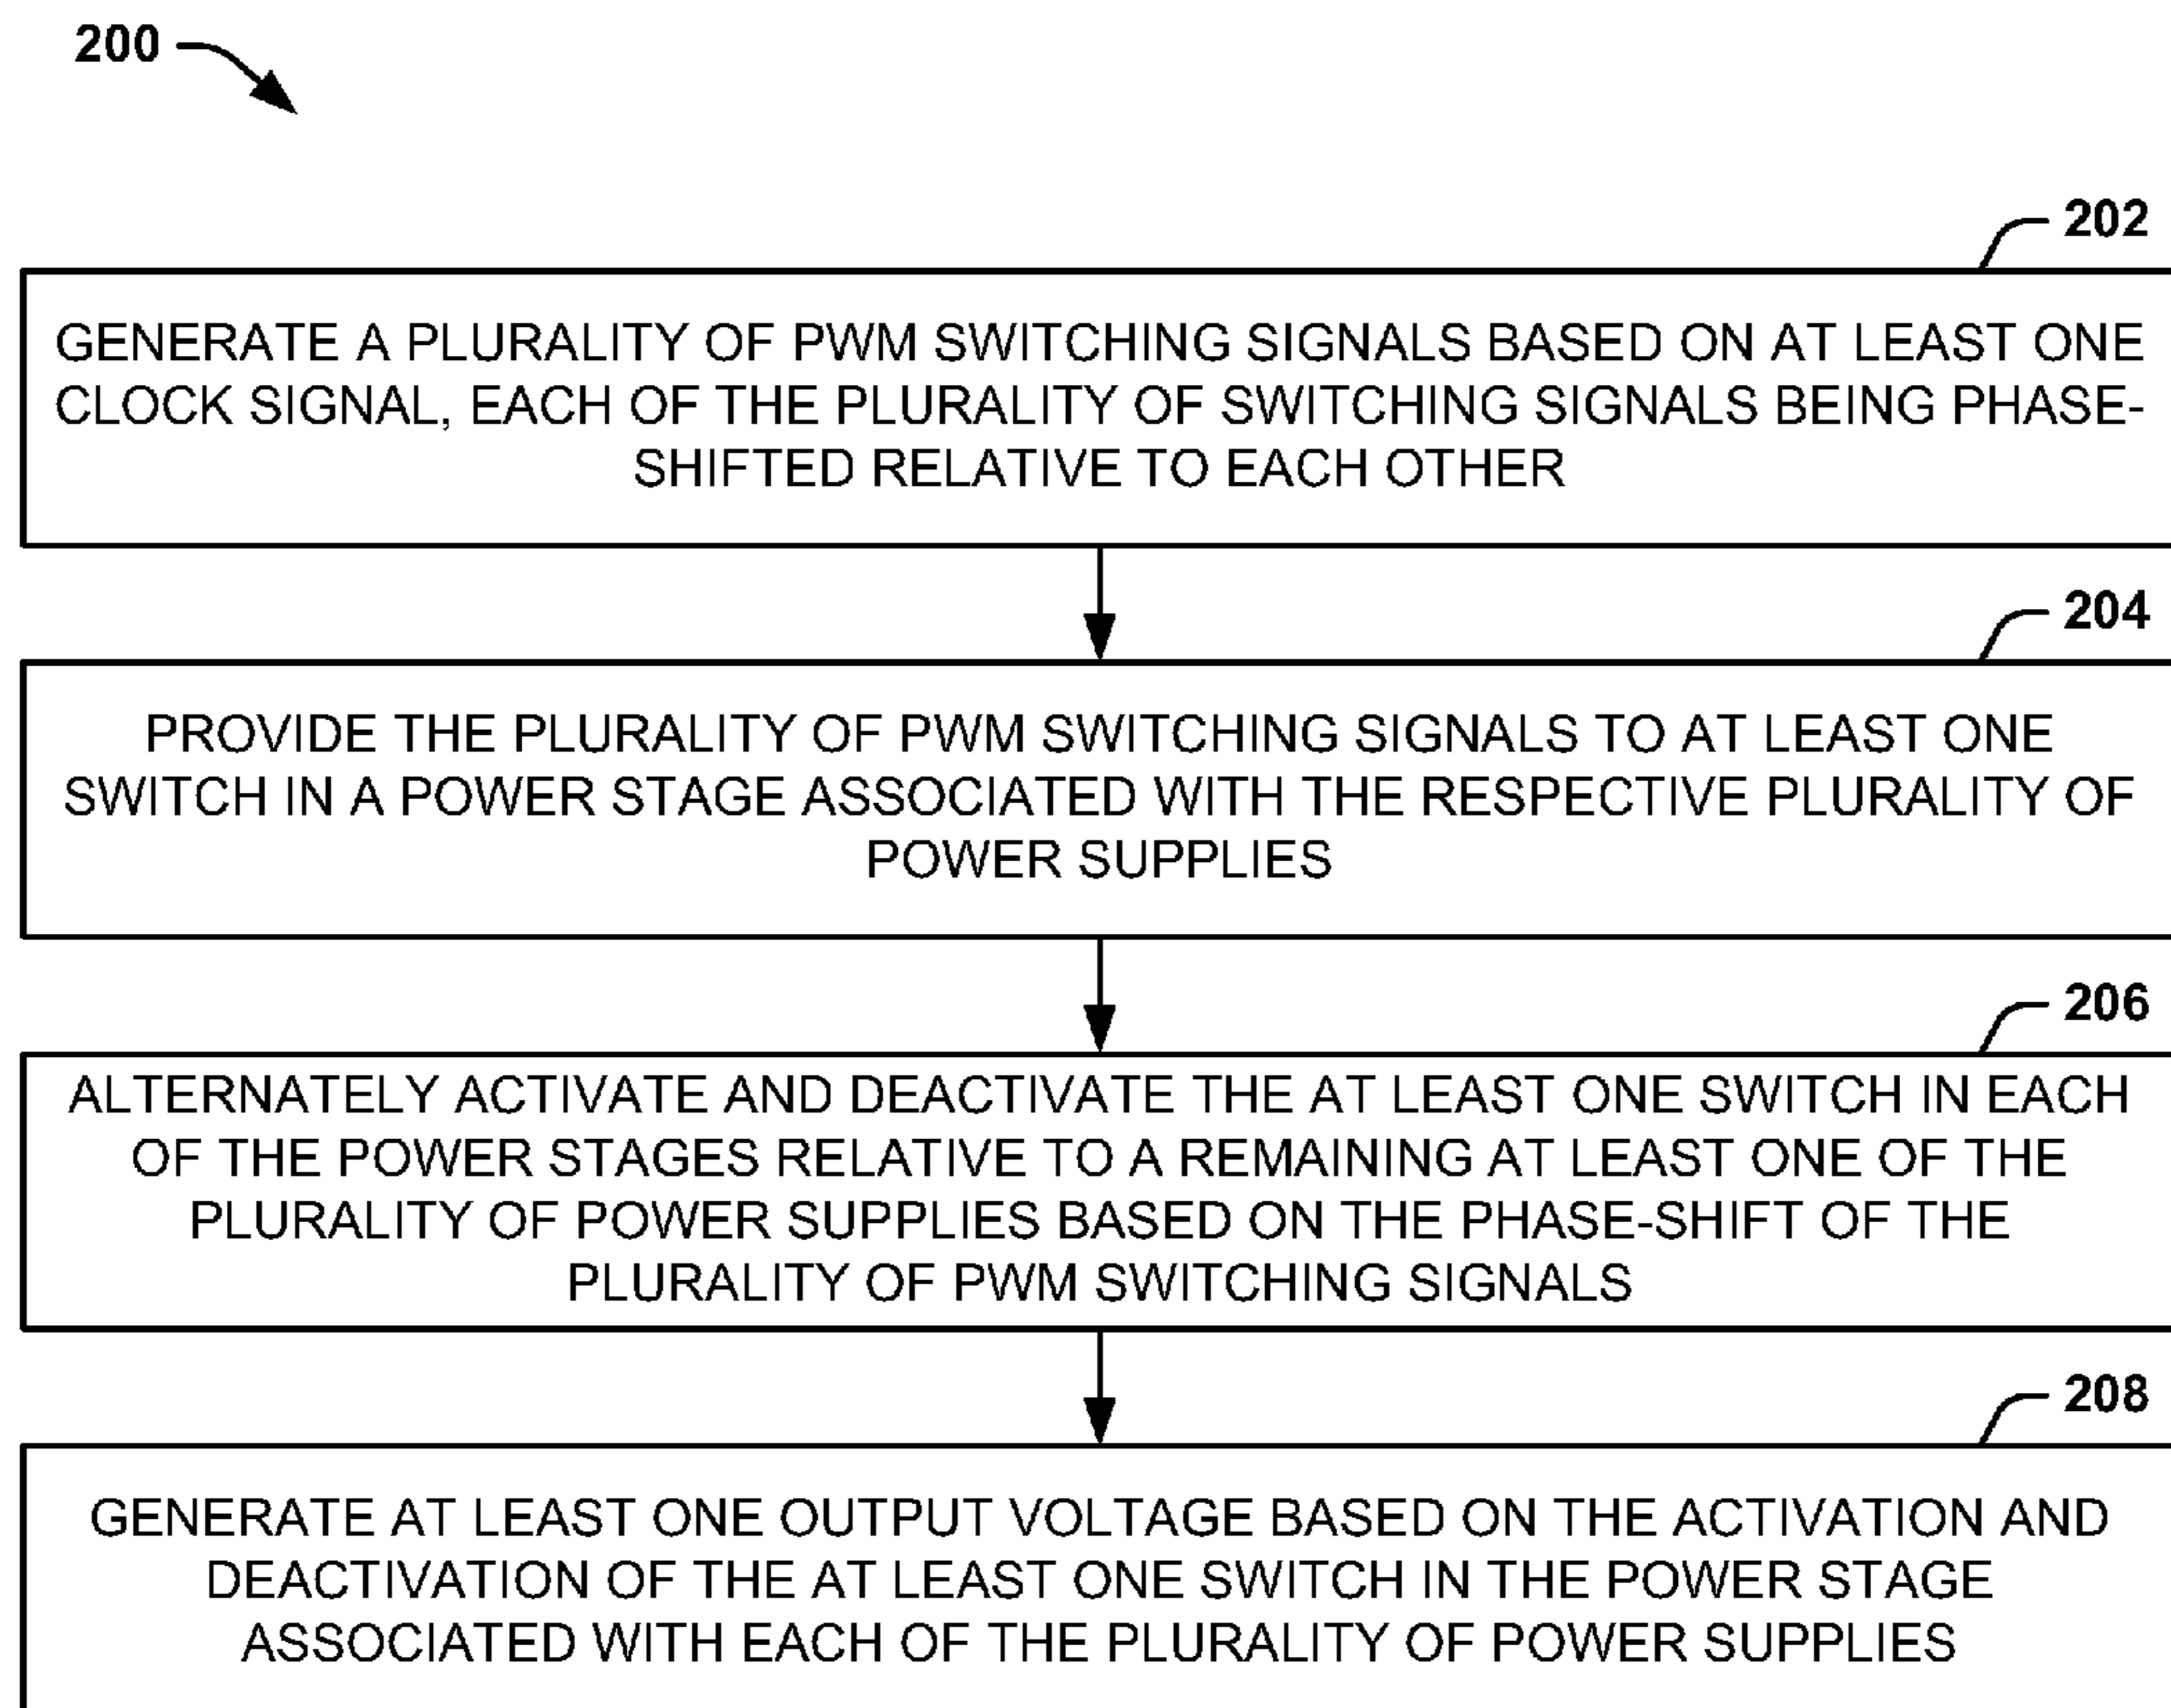 200
202
GENERATE A PLURALITY OF PWM SWITCHING SIGNALS BASED ON AT LEAST ONE
CLOCK SIGNAL, EACH OF THE PLURALITY OF SWITCHING SIGNALS BEING PHASE-
SHIFTED RELATIVE TO EACH OTHER
204
PROVIDE THE PLURALITY OF PWM SWITCHING SIGNALS TO AT LEAST ONE
SWITCH IN A POWER STAGE ASSOCIATED WITH THE RESPECTIVE PLURALITY OF
POWER SUPPLIES
206
ALTERNATELY ACTIVATE AND DEACTIVATE THE AT LEAST ONE SWITCH IN EACH
OF THE POWER STAGES RELATIVE TO A REMAINING AT LEAST ONE OF THE
PLURALITY OF POWER SUPPLIES BASED ON THE PHASE-SHIFT OF THE
PLURALITY OF PWM SWITCHING SIGNALS
208
GENERATE AT LEAST ONE OUTPUT VOLTAGE BASED ON THE ACTIVATION AND
DEACTIVATION OF THE AT LEAST ONE SWITCH IN THE POWER STAGE
ASSOCIATED WITH EACH OF THE PLURALITY OF POWER SUPPLIES